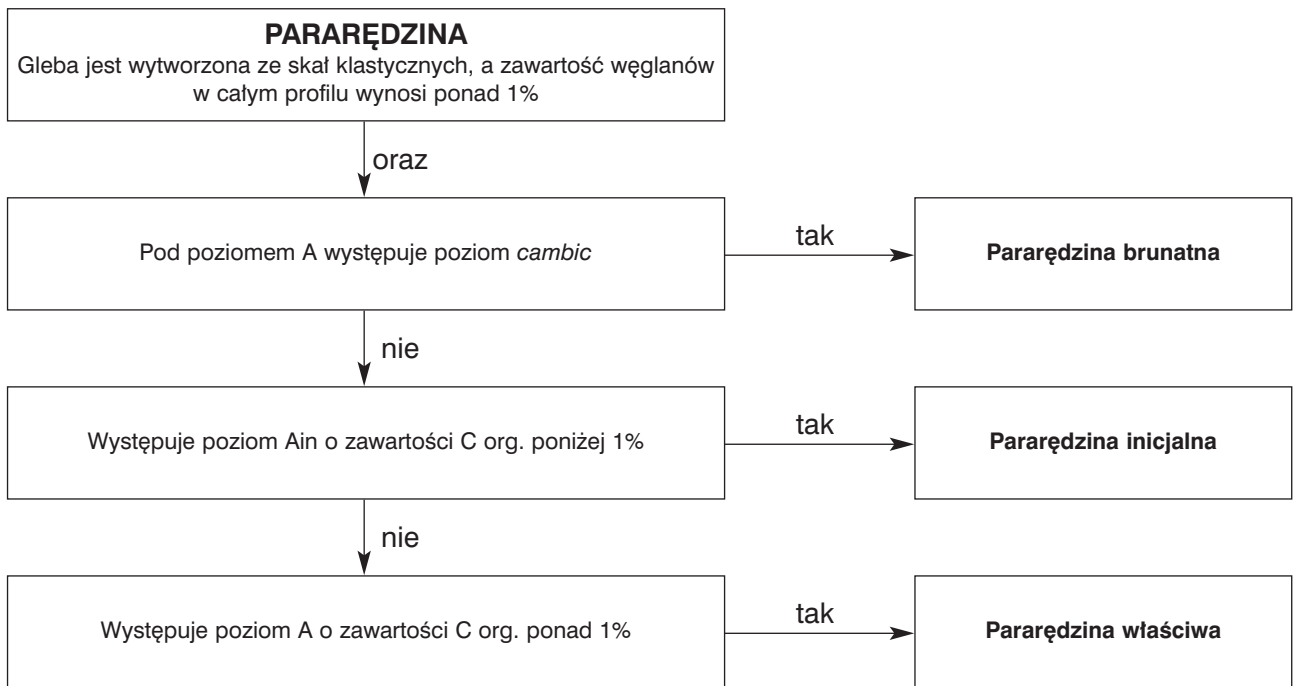 PARARĘDZINA
Gleba jest wytworzona ze skał klastycznych, a zawartość węglanów
w całym profilu wynosi ponad 1%
oraz
Pod poziomem A występuje poziom cambic
tak
Pararędzina brunatna
nie
Występuje poziom Ain o zawartości C org. poniżej 1%
tak
Pararędzina inicjalna
nie
Występuje poziom A o zawartości C org. ponad 1%
tak
Pararędzina właściwa